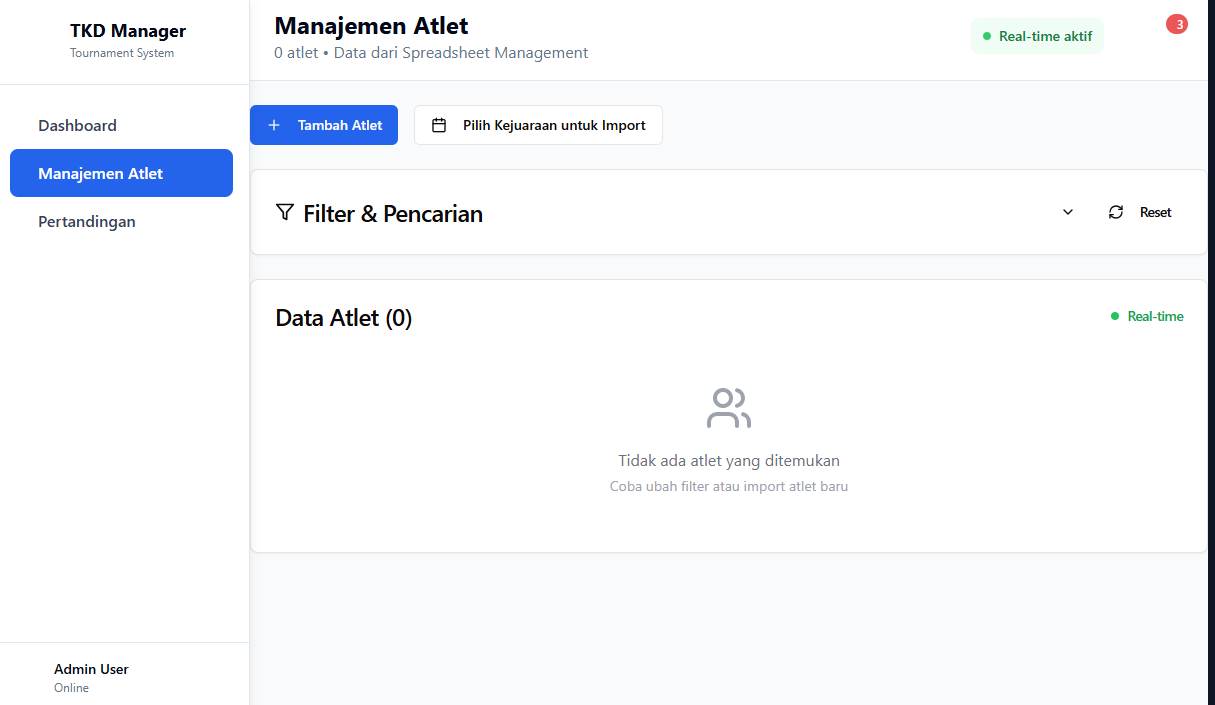 TKD Manager
Tournament System
Dashboard
Manajemen Atlet
Pertandingan
Admin User
Online
Manajemen Atlet
0 atlet • Data dari Spreadsheet Management
Real-time aktif
3
Tambah Atlet
Pilih Kejuaraan untuk Import
Filter & Pencarian
Reset
Data Atlet (0)
Real-time
Tidak ada atlet yang ditemukan
Coba ubah filter atau import atlet baru